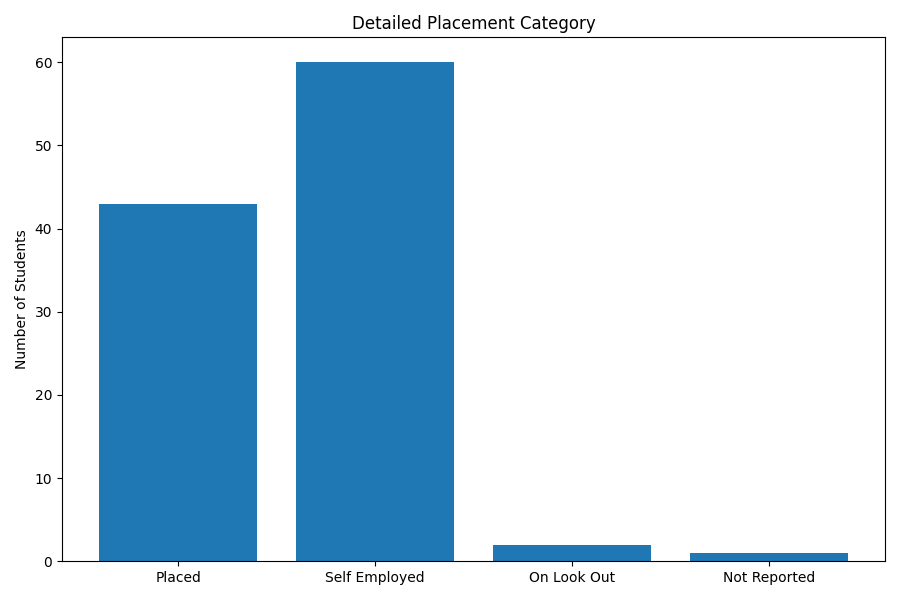 Detailed Placement Category
Number of Students
60
50
40
30
20
10
0
Placed
Self Employed
On Look Out
Not Reported